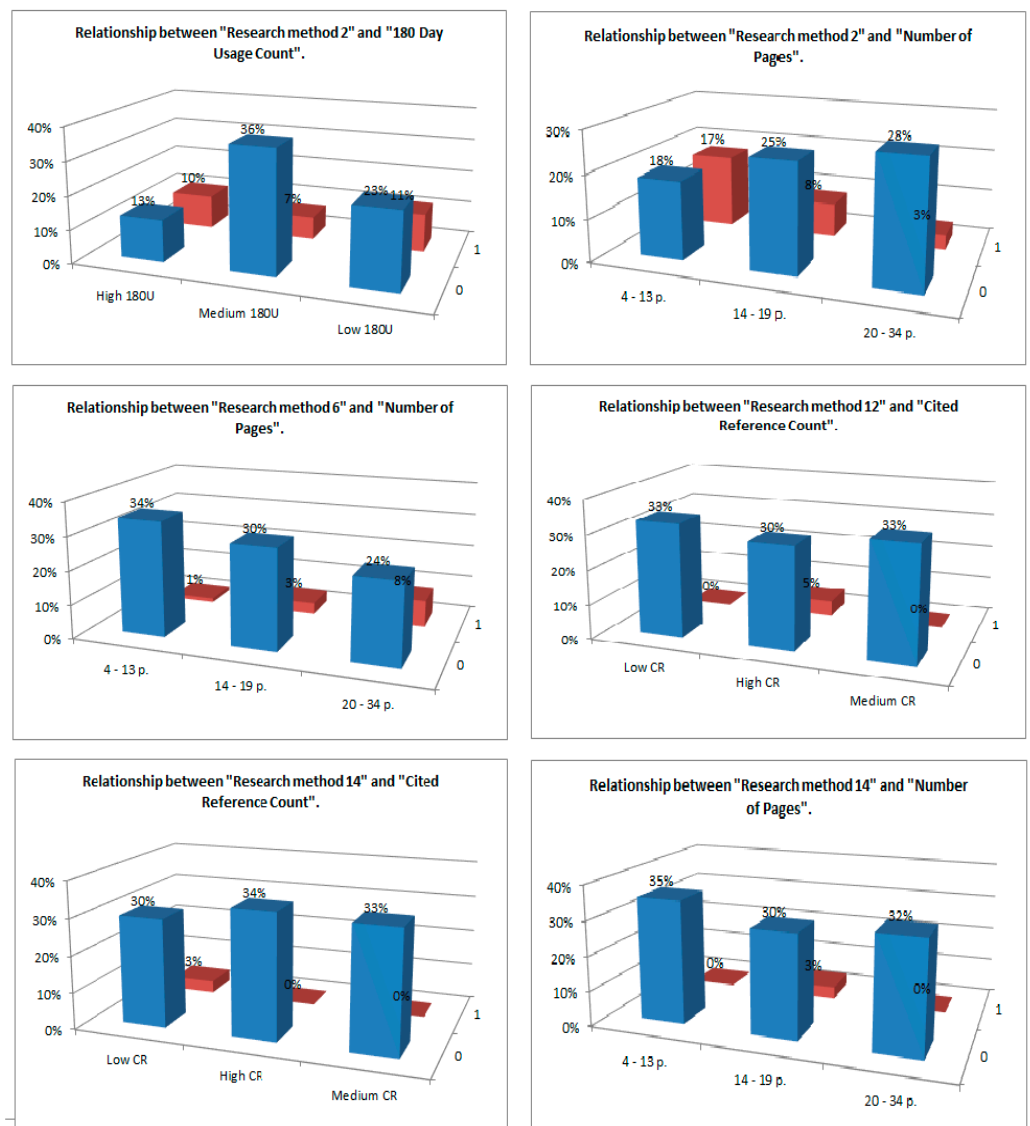 Relationship between "Research method 2" and "180 Day
Usage Count".
40%
30%
20%
10%
0%
13%
10%
36%
7%
23%
11%
High 180U
Medium 180U
Low 180U
0
1
Relationship between "Research method 2" and "Number of
Pages".
30%
20%
10%
0%
18%
17%
25%
8%
28%
3%
4 - 13 p.
14 - 19 p.
20 - 34 p.
0
1
Relationship between "Research method 6" and "Number of
Pages".
40%
30%
20%
10%
0%
34%
1%
30%
3%
24%
8%
4 - 13 p.
14 - 19 p.
20 - 34 p.
0
1
Relationship between "Research method 12" and "Cited
Reference Count".
40%
30%
20%
10%
0%
33%
0%
30%
5%
33%
0%
Low CR
High CR
Medium CR
0
1
Relationship between "Research method 14" and "Cited
Reference Count".
40%
30%
20%
10%
0%
30%
3%
34%
0%
33%
0%
Low CR
High CR
Medium CR
0
1
Relationship between "Research method 14" and "Number
of Pages".
40%
30%
20%
10%
0%
35%
0%
30%
3%
32%
0%
4 - 13 p.
14 - 19 p.
20 - 34 p.
0
1